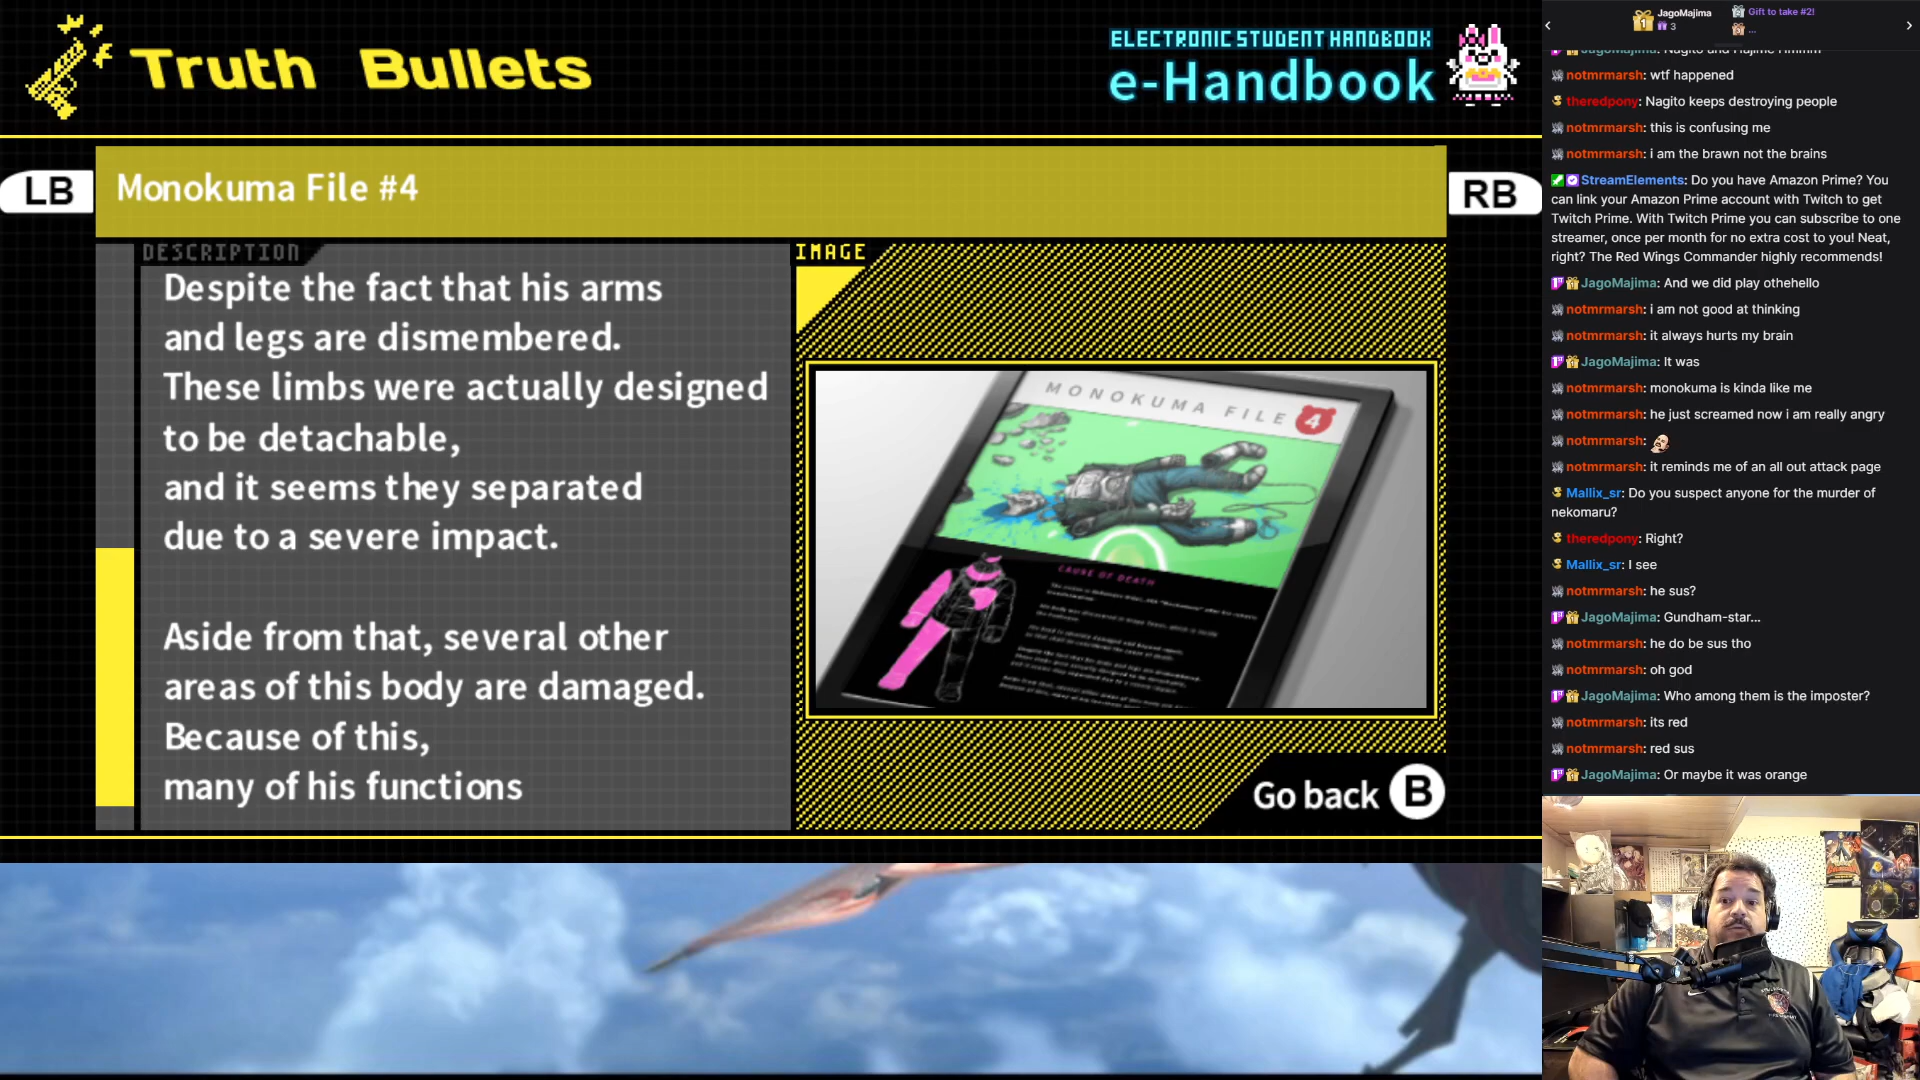 Truth Bullets
ELECTRONIC STUDENT HANDBOOK
e-Handbook
LB
Monokuma File #4
RB
DESCRIPTION
Despite the fact that his arms
and legs are dismembered.
These limbs were actually designed
to be detachable,
and it seems they separated
due to a severe impact.
Aside from that, several other
areas of this body are damaged.
Because of this,
many of his functions
IMAGE
MONOKUMA FILE 4
CAUSE OF DEATH
Go back B
JagoMajima
3
Gift to take #2!
...
notmrmarsh: wtf happened
theredpony: Nagito keeps destroying people
notmrmarsh: this is confusing me
notmrmarsh: i am the brawn not the brains
StreamElements: Do you have Amazon Prime? You
can link your Amazon Prime account with Twitch to get
Twitch Prime. With Twitch Prime you can subscribe to one
streamer, once per month for no extra cost to you! Neat,
right? The Red Wings Commander highly recommends!
JagoMajima: And we did play othehello
notmrmarsh: i am not good at thinking
notmrmarsh: it always hurts my brain
JagoMajima: It was
notmrmarsh: monokuma is kinda like me
notmrmarsh: he just screamed now i am really angry
notmrmarsh:
notmrmarsh: it reminds me of an all out attack page
Mallix_sr: Do you suspect anyone for the murder of
nekomaru?
theredpony: Right?
Mallix_sr: I see
notmrmarsh: he sus?
JagoMajima: Gundham-star...
notmrmarsh: he do be sus tho
notmrmarsh: oh god
JagoMajima: Who among them is the imposter?
notmrmarsh: its red
notmrmarsh: red sus
JagoMajima: Or maybe it was orange